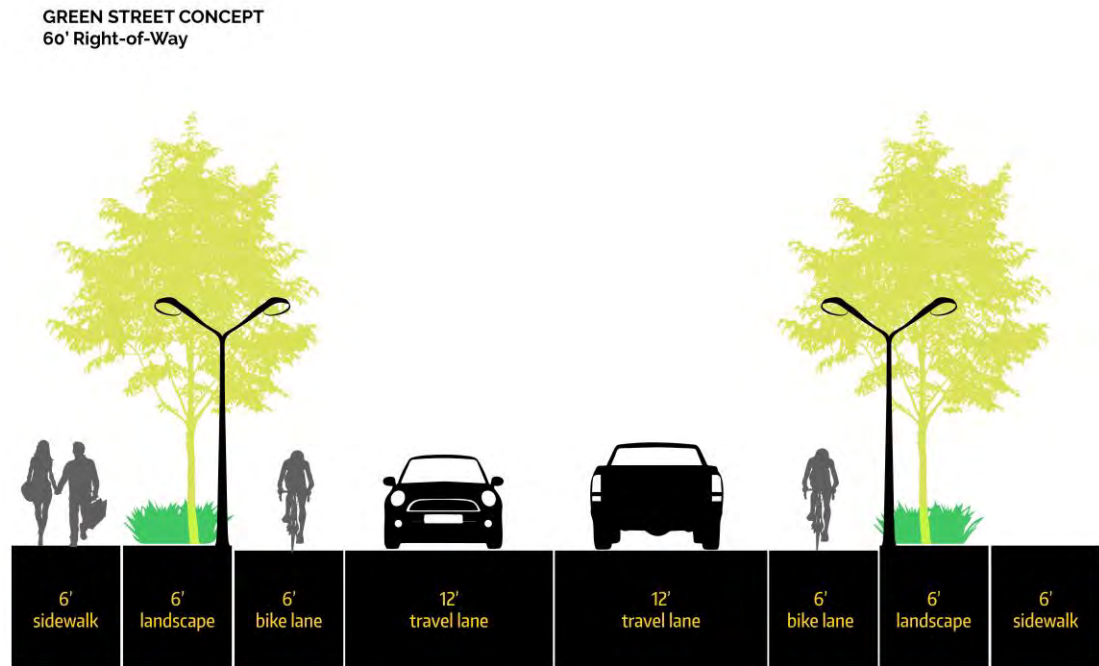 GREEN STREET CONCEPT
60' Right-of-Way
6'
sidewalk
6'
landscape
6'
bike lane
12'
travel lane
12'
travel lane
6'
bike lane
6'
landscape
6'
sidewalk